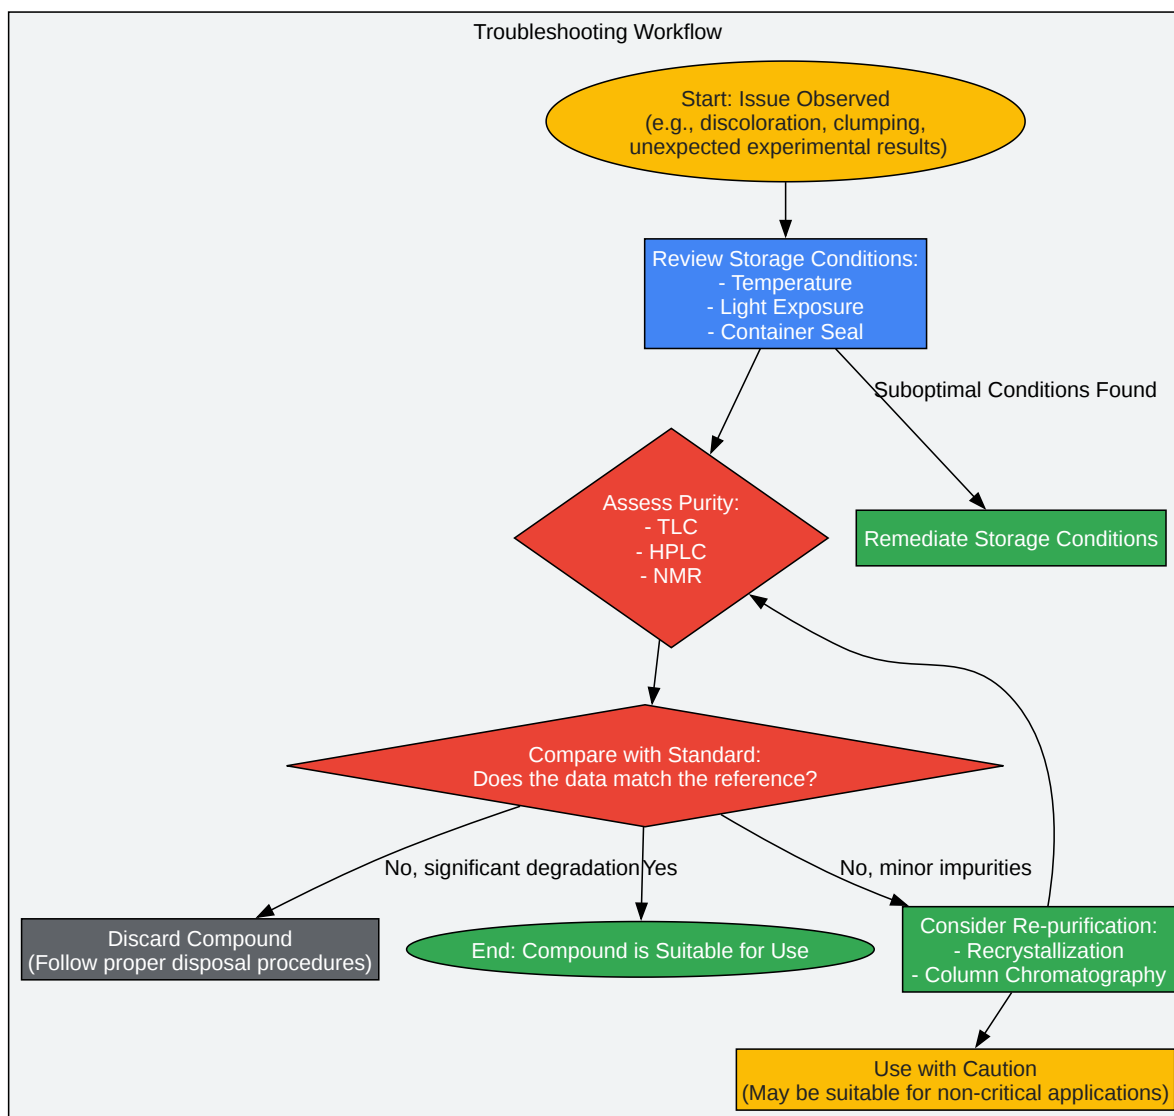 Troubleshooting Workflow
Start: Issue Observed
(e.g., discoloration, clumping,
unexpected experimental results)
Review Storage Conditions:
- Temperature
- Light Exposure
- Container Seal
Suboptimal Conditions Found
Assess Purity:
- TLC
- HPLC
- NMR
Remediate Storage Conditions
Compare with Standard:
Does the data match the reference?
No, significant degradation
Yes
No, minor impurities
Discard Compound
(Follow proper disposal procedures)
End: Compound is Suitable for Use
Consider Re-purification:
- Recrystallization
- Column Chromatography
Use with Caution
(May be suitable for non-critical applications)